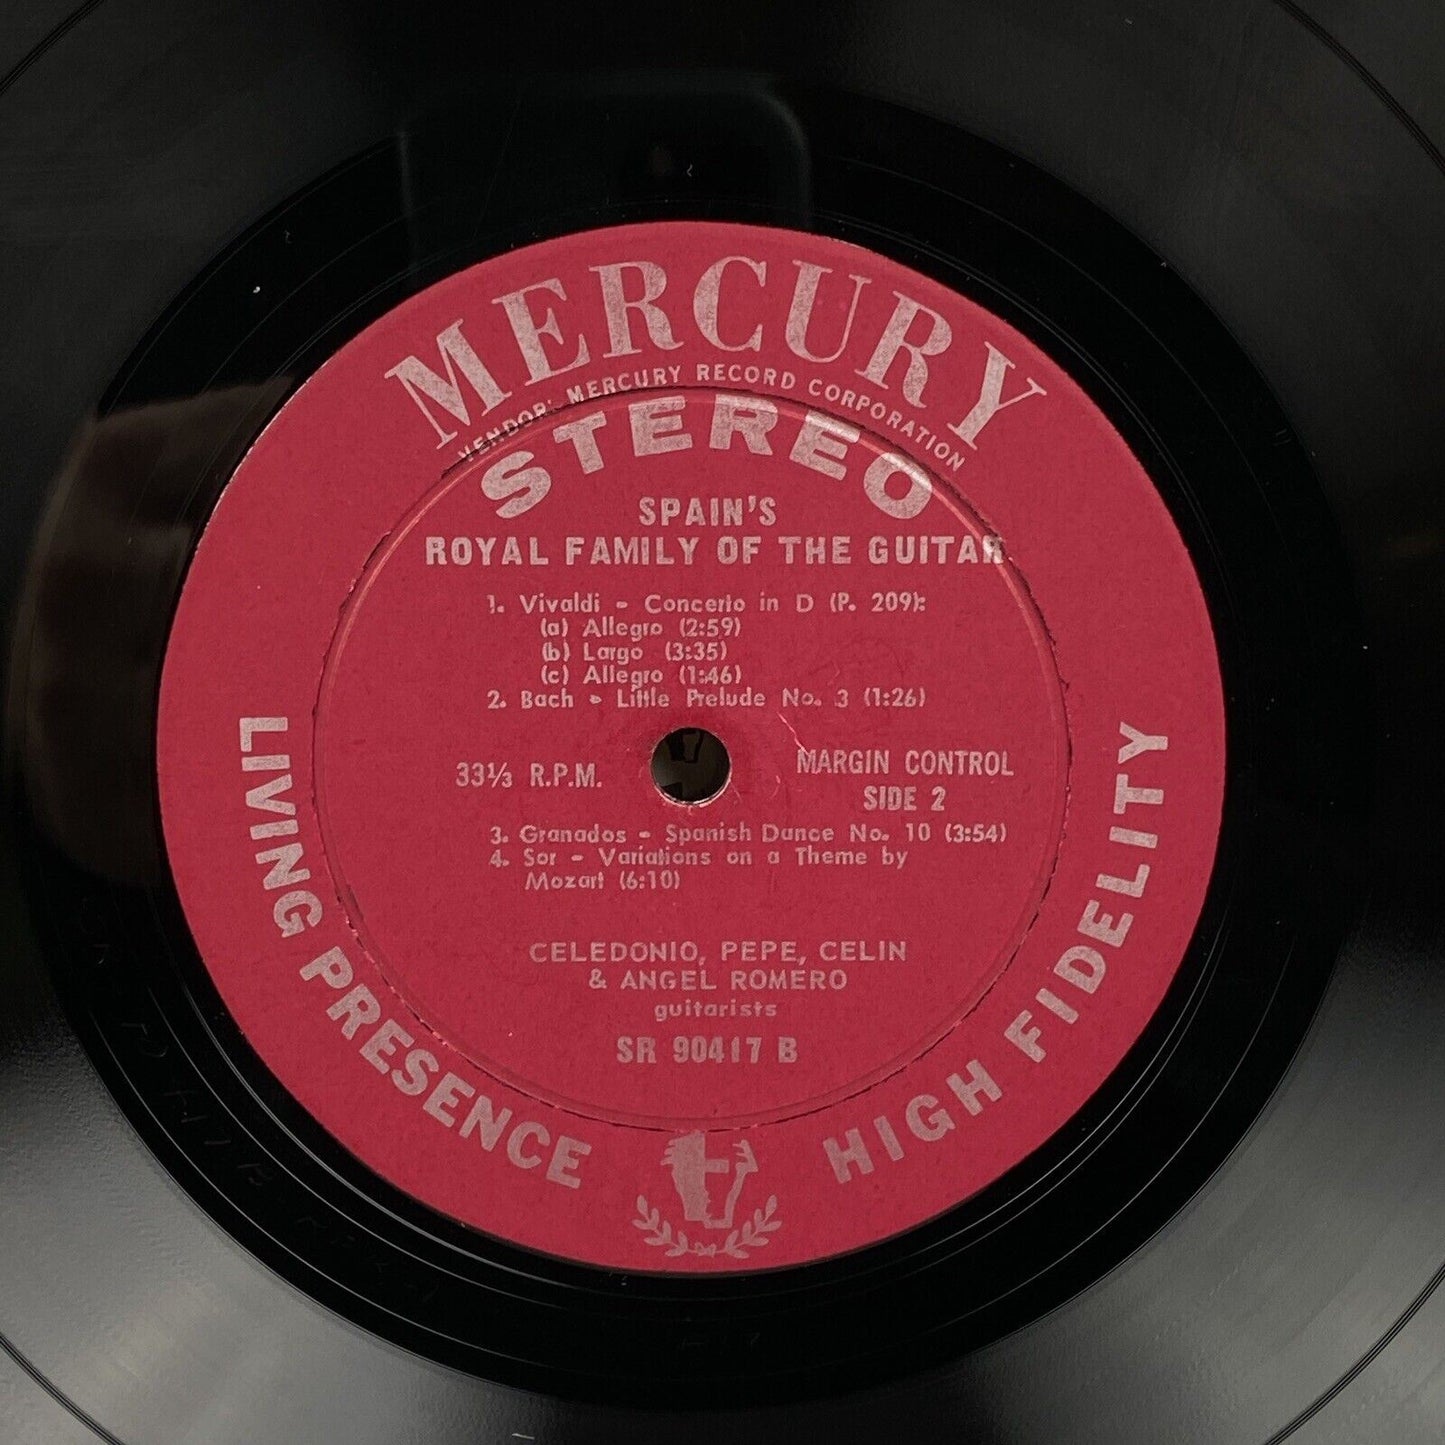 MERCURY
VENDOR: MERCURY RECORD CORPORATION
STEREO
SPAIN'S
ROYAL FAMILY OF THE GUITAR
1. Vivaldi - Concerto in D (P. 209):
(a) Allegro (2:59)
(b) Largo (3:35)
(c) Allegro (1:46)
2. Bach - Little Prelude No. 3 (1:26)
33⅓ R.P.M.
MARGIN CONTROL
SIDE 2
3. Granados - Spanish Dance No. 10 (3:54)
4. Sor - Variations on a Theme by
Mozart (6:10)
CELEDONIO, PEPE, CELIN
& ANGEL ROMERO
guitarists
SR 90417 B
LIVING PRESENCE
HIGH FIDELITY